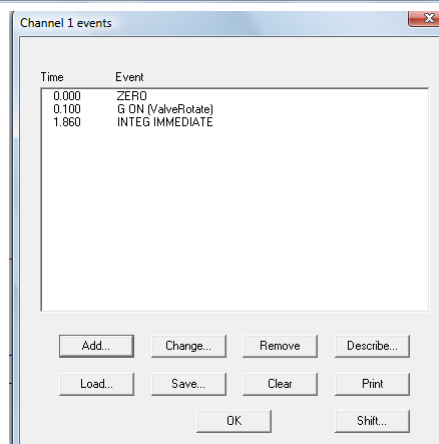 Channel 1 events
Time Event
0.000 ZERO
0.100 G ON (ValveRotate)
1.860 INTEG IMMEDIATE
Add... Change... Remove Describe...
Load... Save... Clear Print
OK Shift...